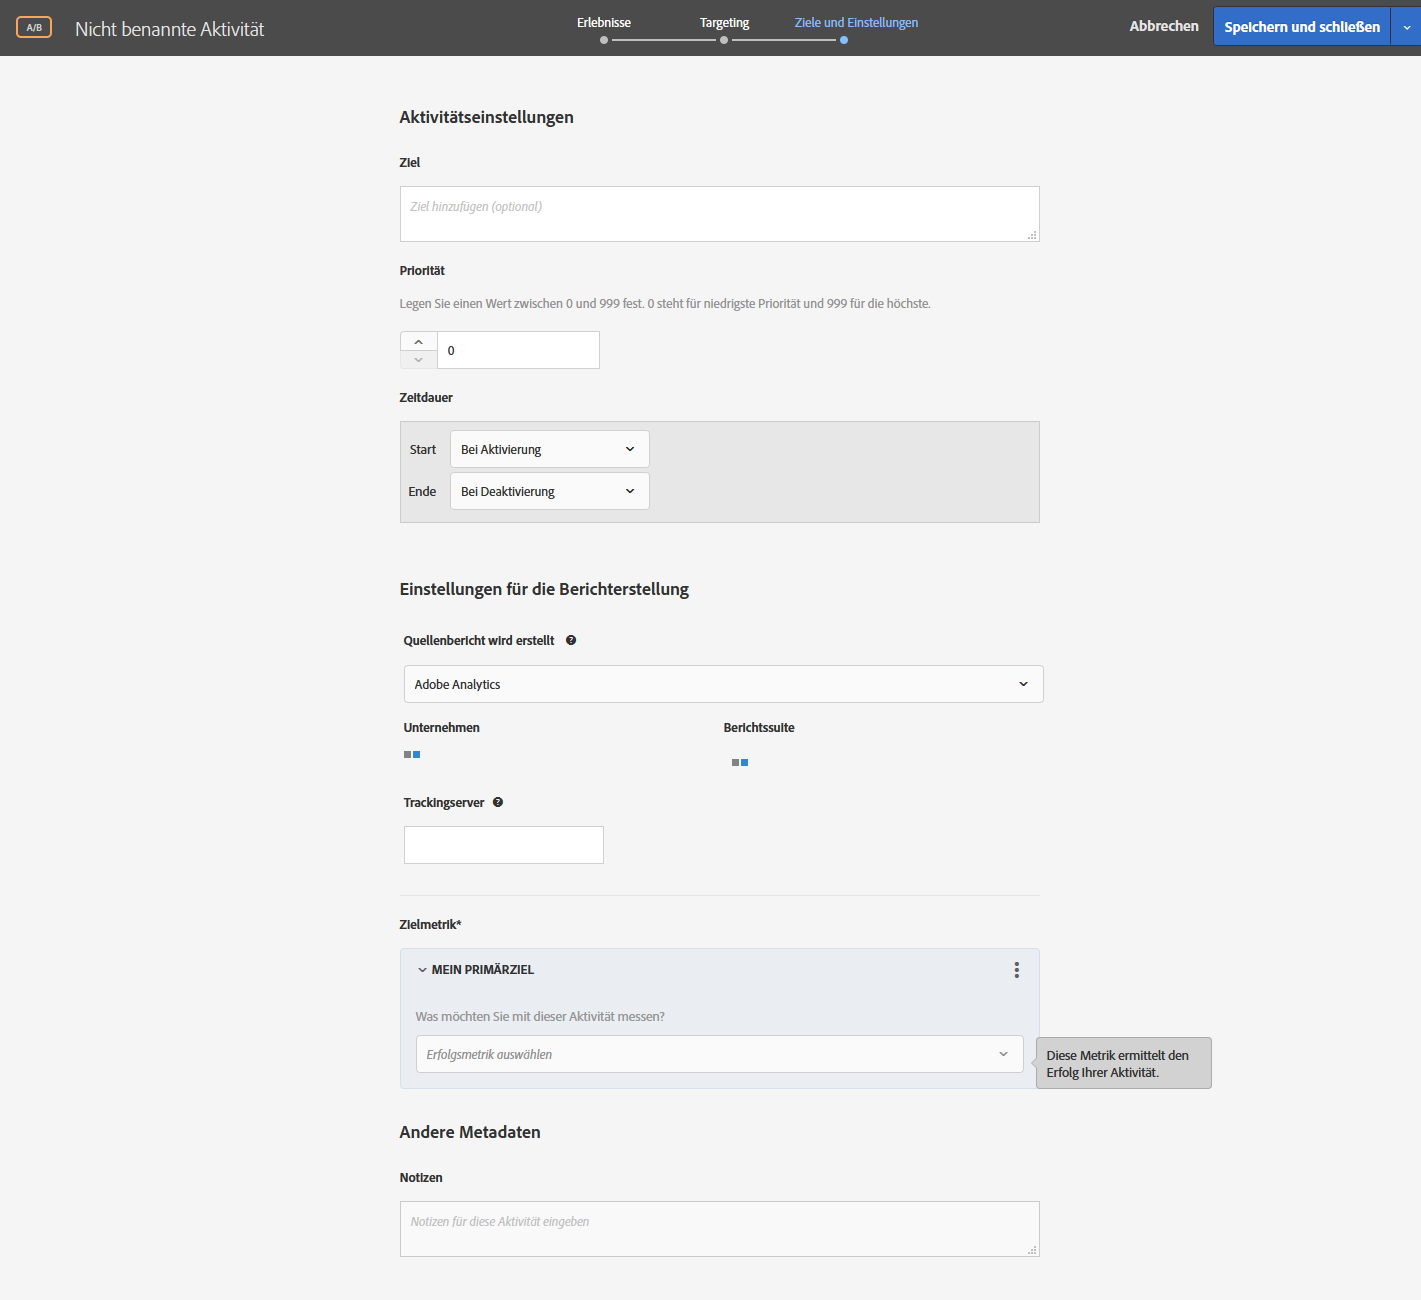 A/B
Nicht benannte Aktivität
Erlebnisse
Targeting
Ziele und Einstellungen
Abbrechen
Speichern und schließen
Aktivitätseinstellungen
Ziel
Ziel hinzufügen (optional)
Priorität
Legen Sie einen Wert zwischen 0 und 999 fest. 0 steht für niedrigste Priorität und 999 für die höchste.
0
Zeitdauer
Start
Bei Aktivierung
Ende
Bei Deaktivierung
Einstellungen für die Berichterstellung
Quellenbericht wird erstellt
Adobe Analytics
Unternehmen
Berichtssuite
Trackingserver
Zielmetrik*
MEIN PRIMÄRZIEL
Was möchten Sie mit dieser Aktivität messen?
Erfolgsmetrik auswählen
Diese Metrik ermittelt den
Erfolg Ihrer Aktivität.
Andere Metadaten
Notizen
Notizen für diese Aktivität eingeben